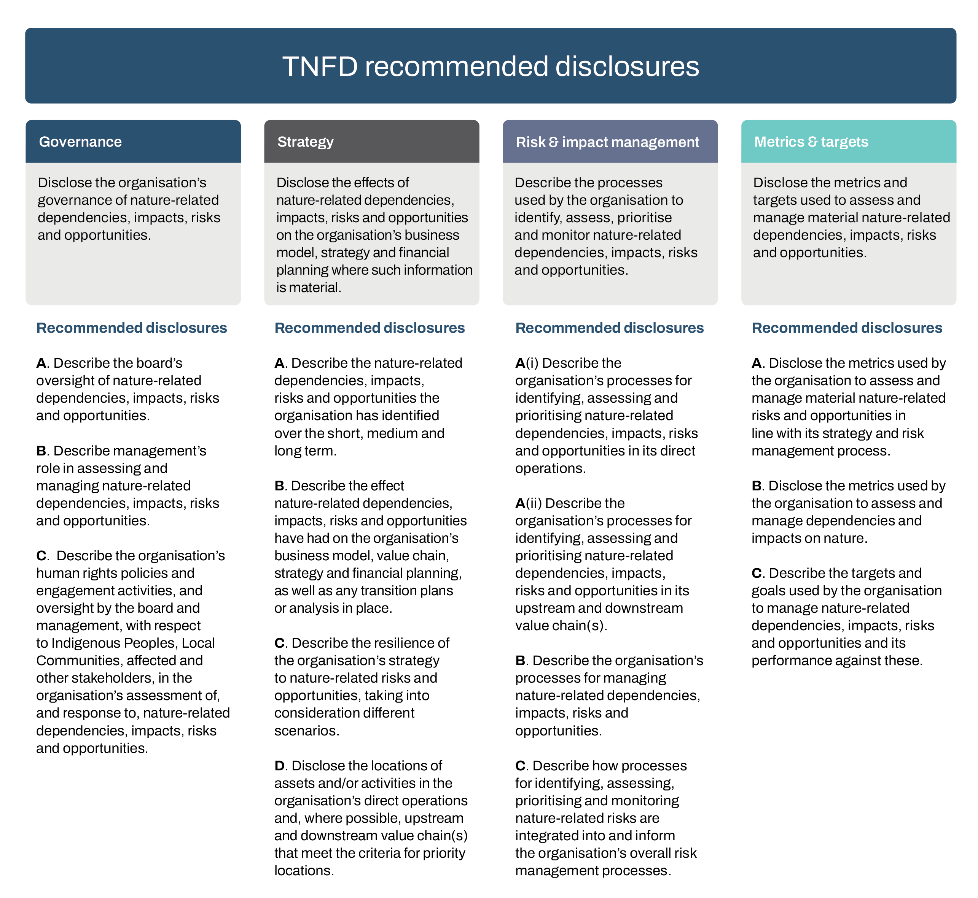 TNFD recommended disclosures
Governance
Disclose the organisation's
governance of nature-related
dependencies, impacts, risks
and opportunities.
Recommended disclosures
A. Describe the board's
oversight of nature-related
dependencies, impacts, risks
and opportunities.
B. Describe management's
role in assessing and
managing nature-related
dependencies, impacts, risks
and opportunities.
C.  Describe the organisation's
human rights policies and
engagement activities, and
oversight by the board and
management, with respect
to Indigenous Peoples, Local
Communities, affected and
other stakeholders, in the
organisation's assessment of,
and response to, nature-related
dependencies, impacts, risks
and opportunities.
Strategy
Disclose the effects of
nature-related dependencies,
impacts, risks and opportunities
on the organisation's business
model, strategy and financial
planning where such information
is material.
Recommended disclosures
A. Describe the nature-related
dependencies, impacts,
risks and opportunities the
organisation has identified
over the short, medium and
long term.
B. Describe the effect
nature-related dependencies,
impacts, risks and opportunities
have had on the organisation's
business model, value chain,
strategy and financial planning,
as well as any transition plans
or analysis in place.
C. Describe the resilience of
the organisation's strategy
to nature-related risks and
opportunities, taking into
consideration different
scenarios.
D. Disclose the locations of
assets and/or activities in the
organisation's direct operations
and, where possible, upstream
and downstream value chain(s)
that meet the criteria for priority
locations.
Risk & impact management
Describe the processes
used by the organisation to
identify, assess, prioritise
and monitor nature-related
dependencies, impacts, risks
and opportunities.
Recommended disclosures
A(i) Describe the
organisation's processes for
identifying, assessing and
prioritising nature-related
dependencies, impacts, risks
and opportunities in its direct
operations.
A(ii) Describe the
organisation's processes for
identifying, assessing and
prioritising nature-related
dependencies, impacts,
risks and opportunities in its
upstream and downstream
value chain(s).
B. Describe the organisation's
processes for managing
nature-related dependencies,
impacts, risks and
opportunities.
C. Describe how processes
for identifying, assessing,
prioritising and monitoring
nature-related risks are
integrated into and inform
the organisation's overall risk
management processes.
Metrics & targets
Disclose the metrics and
targets used to assess and
manage material nature-related
dependencies, impacts, risks
and opportunities.
Recommended disclosures
A. Disclose the metrics used by
the organisation to assess and
manage material nature-related
risks and opportunities in
line with its strategy and risk
management process.
B. Disclose the metrics used by
the organisation to assess and
manage dependencies and
impacts on nature.
C. Describe the targets and
goals used by the organisation
to manage nature-related
dependencies, impacts, risks
and opportunities and its
performance against these.